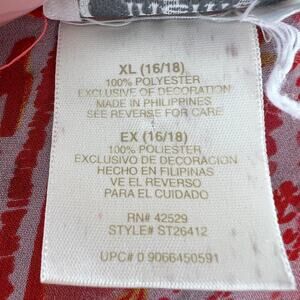 XL (16/18)
100% POLYESTER
EXCLUSIVE OF DECORATION
MADE IN PHILIPPINES
SEE REVERSE FOR CARE
EX (16/18)
100% POLIESTER
EXCLUSIVO DE DECORACION
HECHO EN FILIPINAS
VE EL REVERSO
PARA EL CUIDADO
RN# 42529
STYLE# ST26412
UPC# 0 9066450591